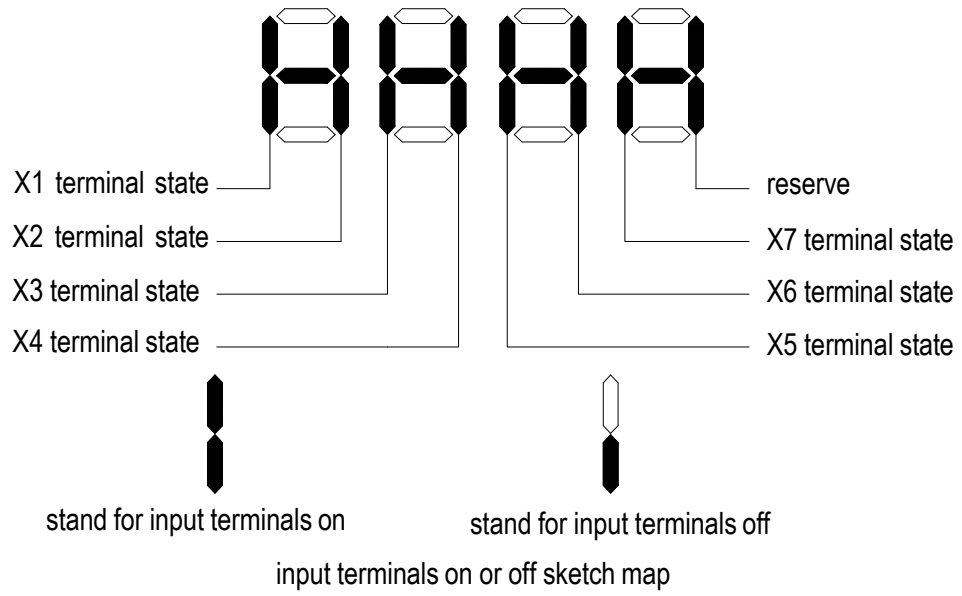 X1 terminal state
reserve
X2 terminal state
X7 terminal state
X3 terminal state
X6 terminal state
X4 terminal state
X5 terminal state
stand for input terminals on
stand for input terminals off
input terminals on or off sketch map